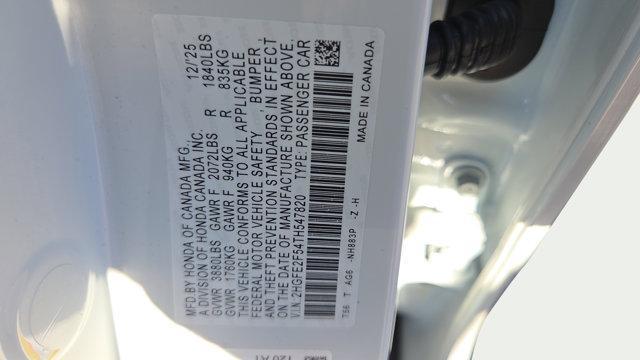 MFD.BY HONDA OF CANADA MFG. 12/'25
A DIVISION OF HONDA CANADA INC.
GVWR 3880LBS GAWR F 2072LBS R 1840LBS
GVWR 1760KG GAWR F 940KG R 835KG
THIS VEHICLE CONFORMS TO ALL APPLICABLE
FEDERAL MOTOR VEHICLE SAFETY, BUMPER
AND THEFT PREVENTION STANDARDS IN EFFECT
ON THE DATE OF MANUFACTURE SHOWN ABOVE.
V.I.N:2HGFE2F54TH547820 TYPE:PASSENGER CAR
T56 T AG6 -NH883P -Z -H
MADE IN CANADA
120 A1